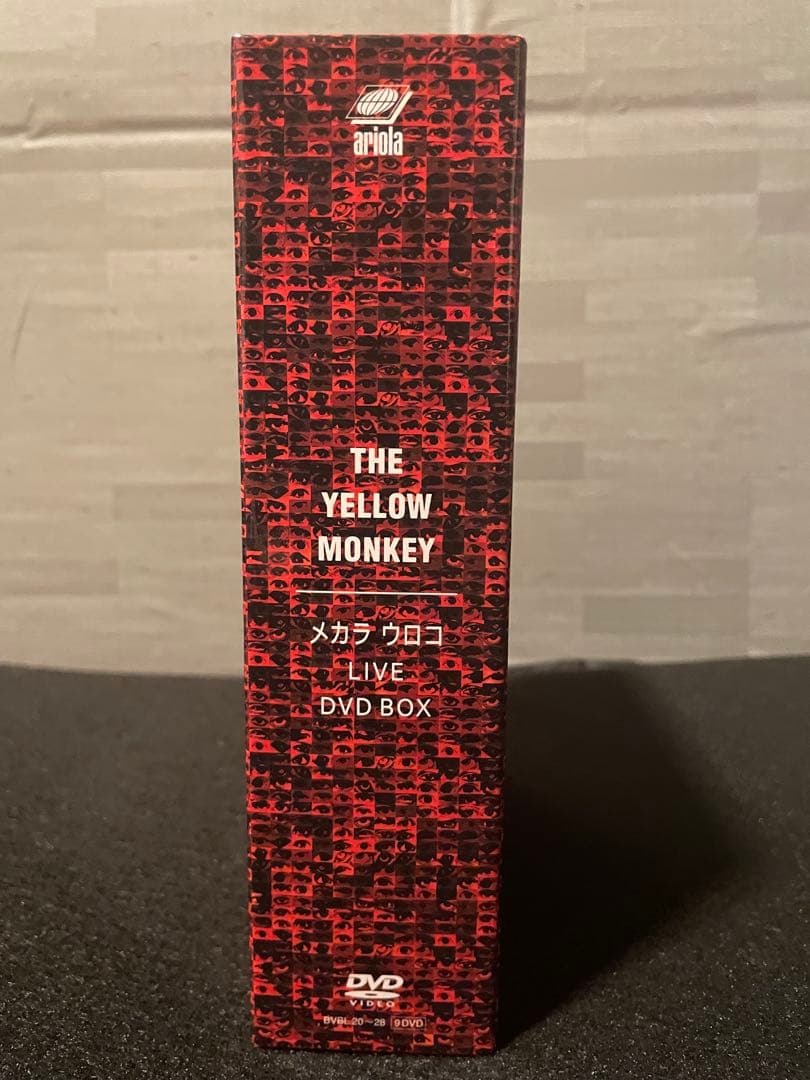 ariola
THE
YELLOW
MONKEY
メカラ ウロコ
LIVE
DVD BOX
DVD
VIDEO
BVBL 20〜28 9DVD